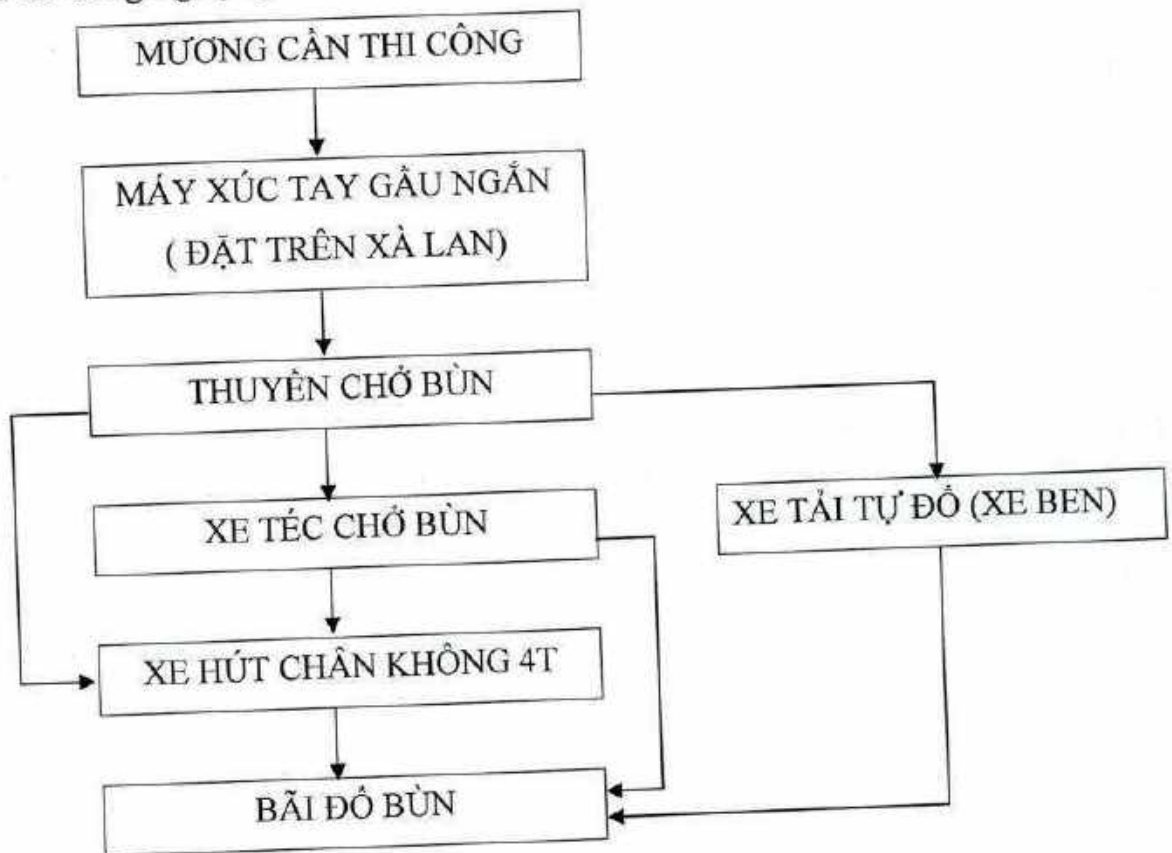 MƯƠNG CẦN THI CÔNG
MÁY XÚC TAY GẦU NGẮN
( ĐẶT TRÊN XÀ LAN)
THUYỀN CHỞ BÙN
XE TÉC CHỞ BÙN
XE TẢI TỰ ĐỔ (XE BEN)
XE HÚT CHÂN KHÔNG 4T
BÃI ĐỔ BÙN